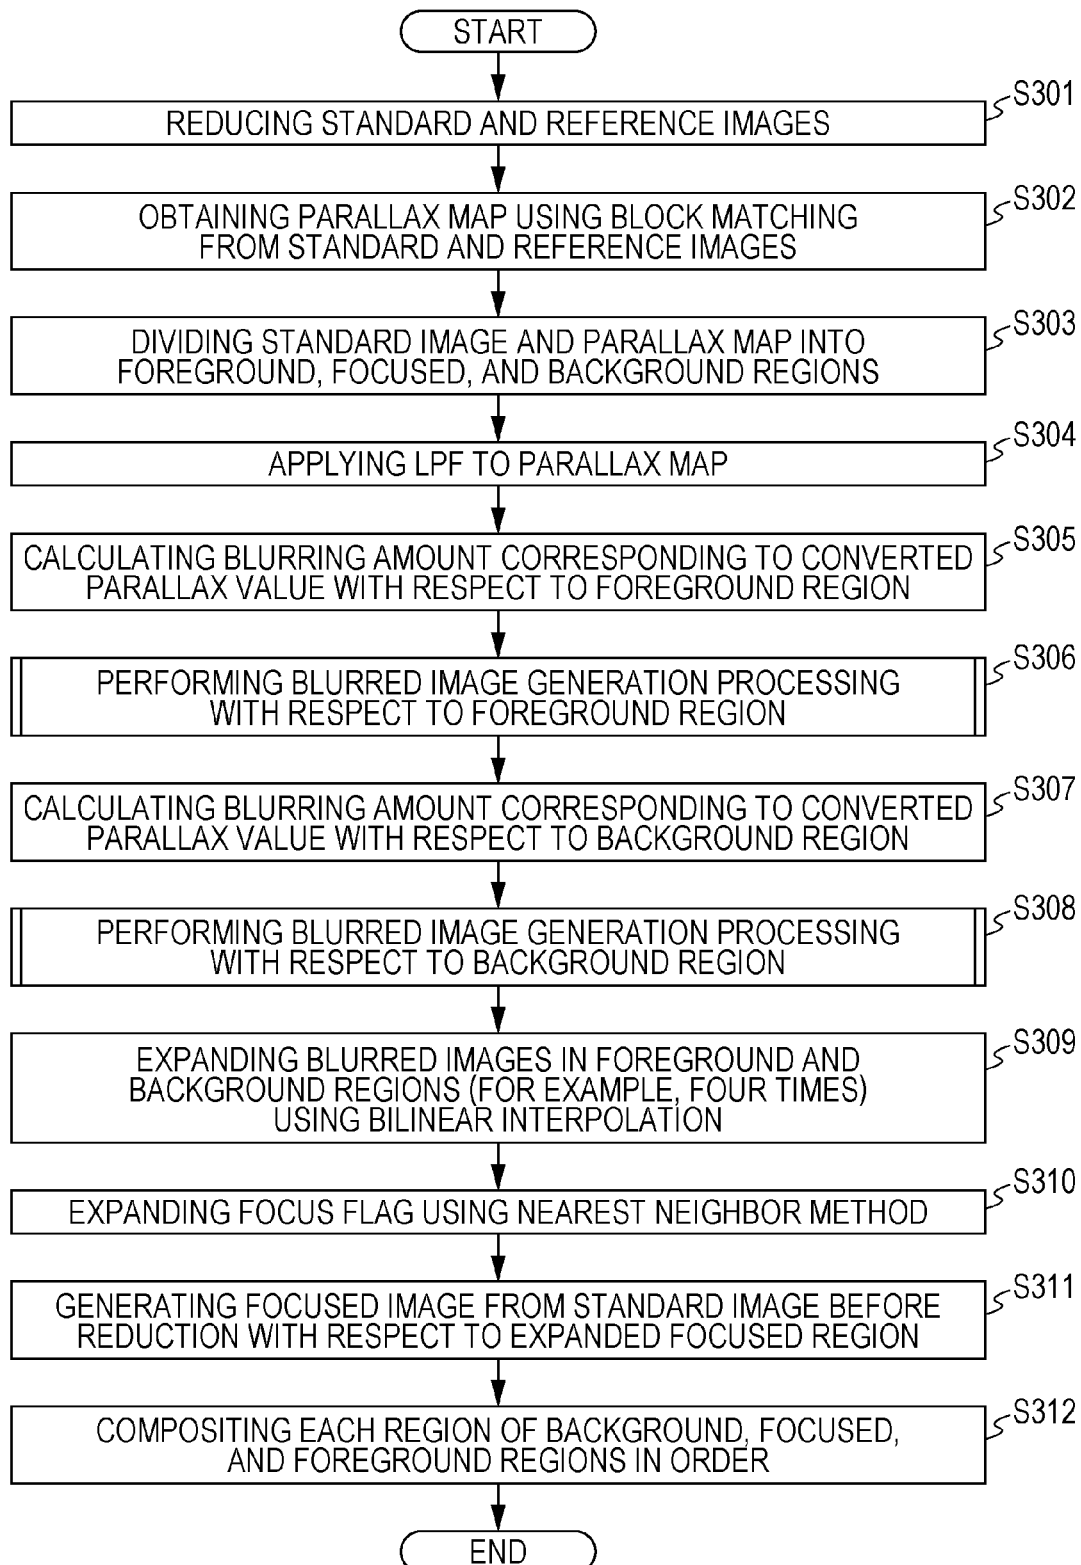 START
S301
REDUCING STANDARD AND REFERENCE IMAGES
S302
OBTAINING PARALLAX MAP USING BLOCK MATCHING
FROM STANDARD AND REFERENCE IMAGES
S303
DIVIDING STANDARD IMAGE AND PARALLAX MAP INTO
FOREGROUND, FOCUSED, AND BACKGROUND REGIONS
S304
APPLYING LPF TO PARALLAX MAP
S305
CALCULATING BLURRING AMOUNT CORRESPONDING TO CONVERTED
PARALLAX VALUE WITH RESPECT TO FOREGROUND REGION
S306
PERFORMING BLURRED IMAGE GENERATION PROCESSING
WITH RESPECT TO FOREGROUND REGION
S307
CALCULATING BLURRING AMOUNT CORRESPONDING TO CONVERTED
PARALLAX VALUE WITH RESPECT TO BACKGROUND REGION
S308
PERFORMING BLURRED IMAGE GENERATION PROCESSING
WITH RESPECT TO BACKGROUND REGION
S309
EXPANDING BLURRED IMAGES IN FOREGROUND AND
BACKGROUND REGIONS (FOR EXAMPLE, FOUR TIMES)
USING BILINEAR INTERPOLATION
S310
EXPANDING FOCUS FLAG USING NEAREST NEIGHBOR METHOD
S311
GENERATING FOCUSED IMAGE FROM STANDARD IMAGE BEFORE
REDUCTION WITH RESPECT TO EXPANDED FOCUSED REGION
S312
COMPOSITING EACH REGION OF BACKGROUND, FOCUSED,
AND FOREGROUND REGIONS IN ORDER
END